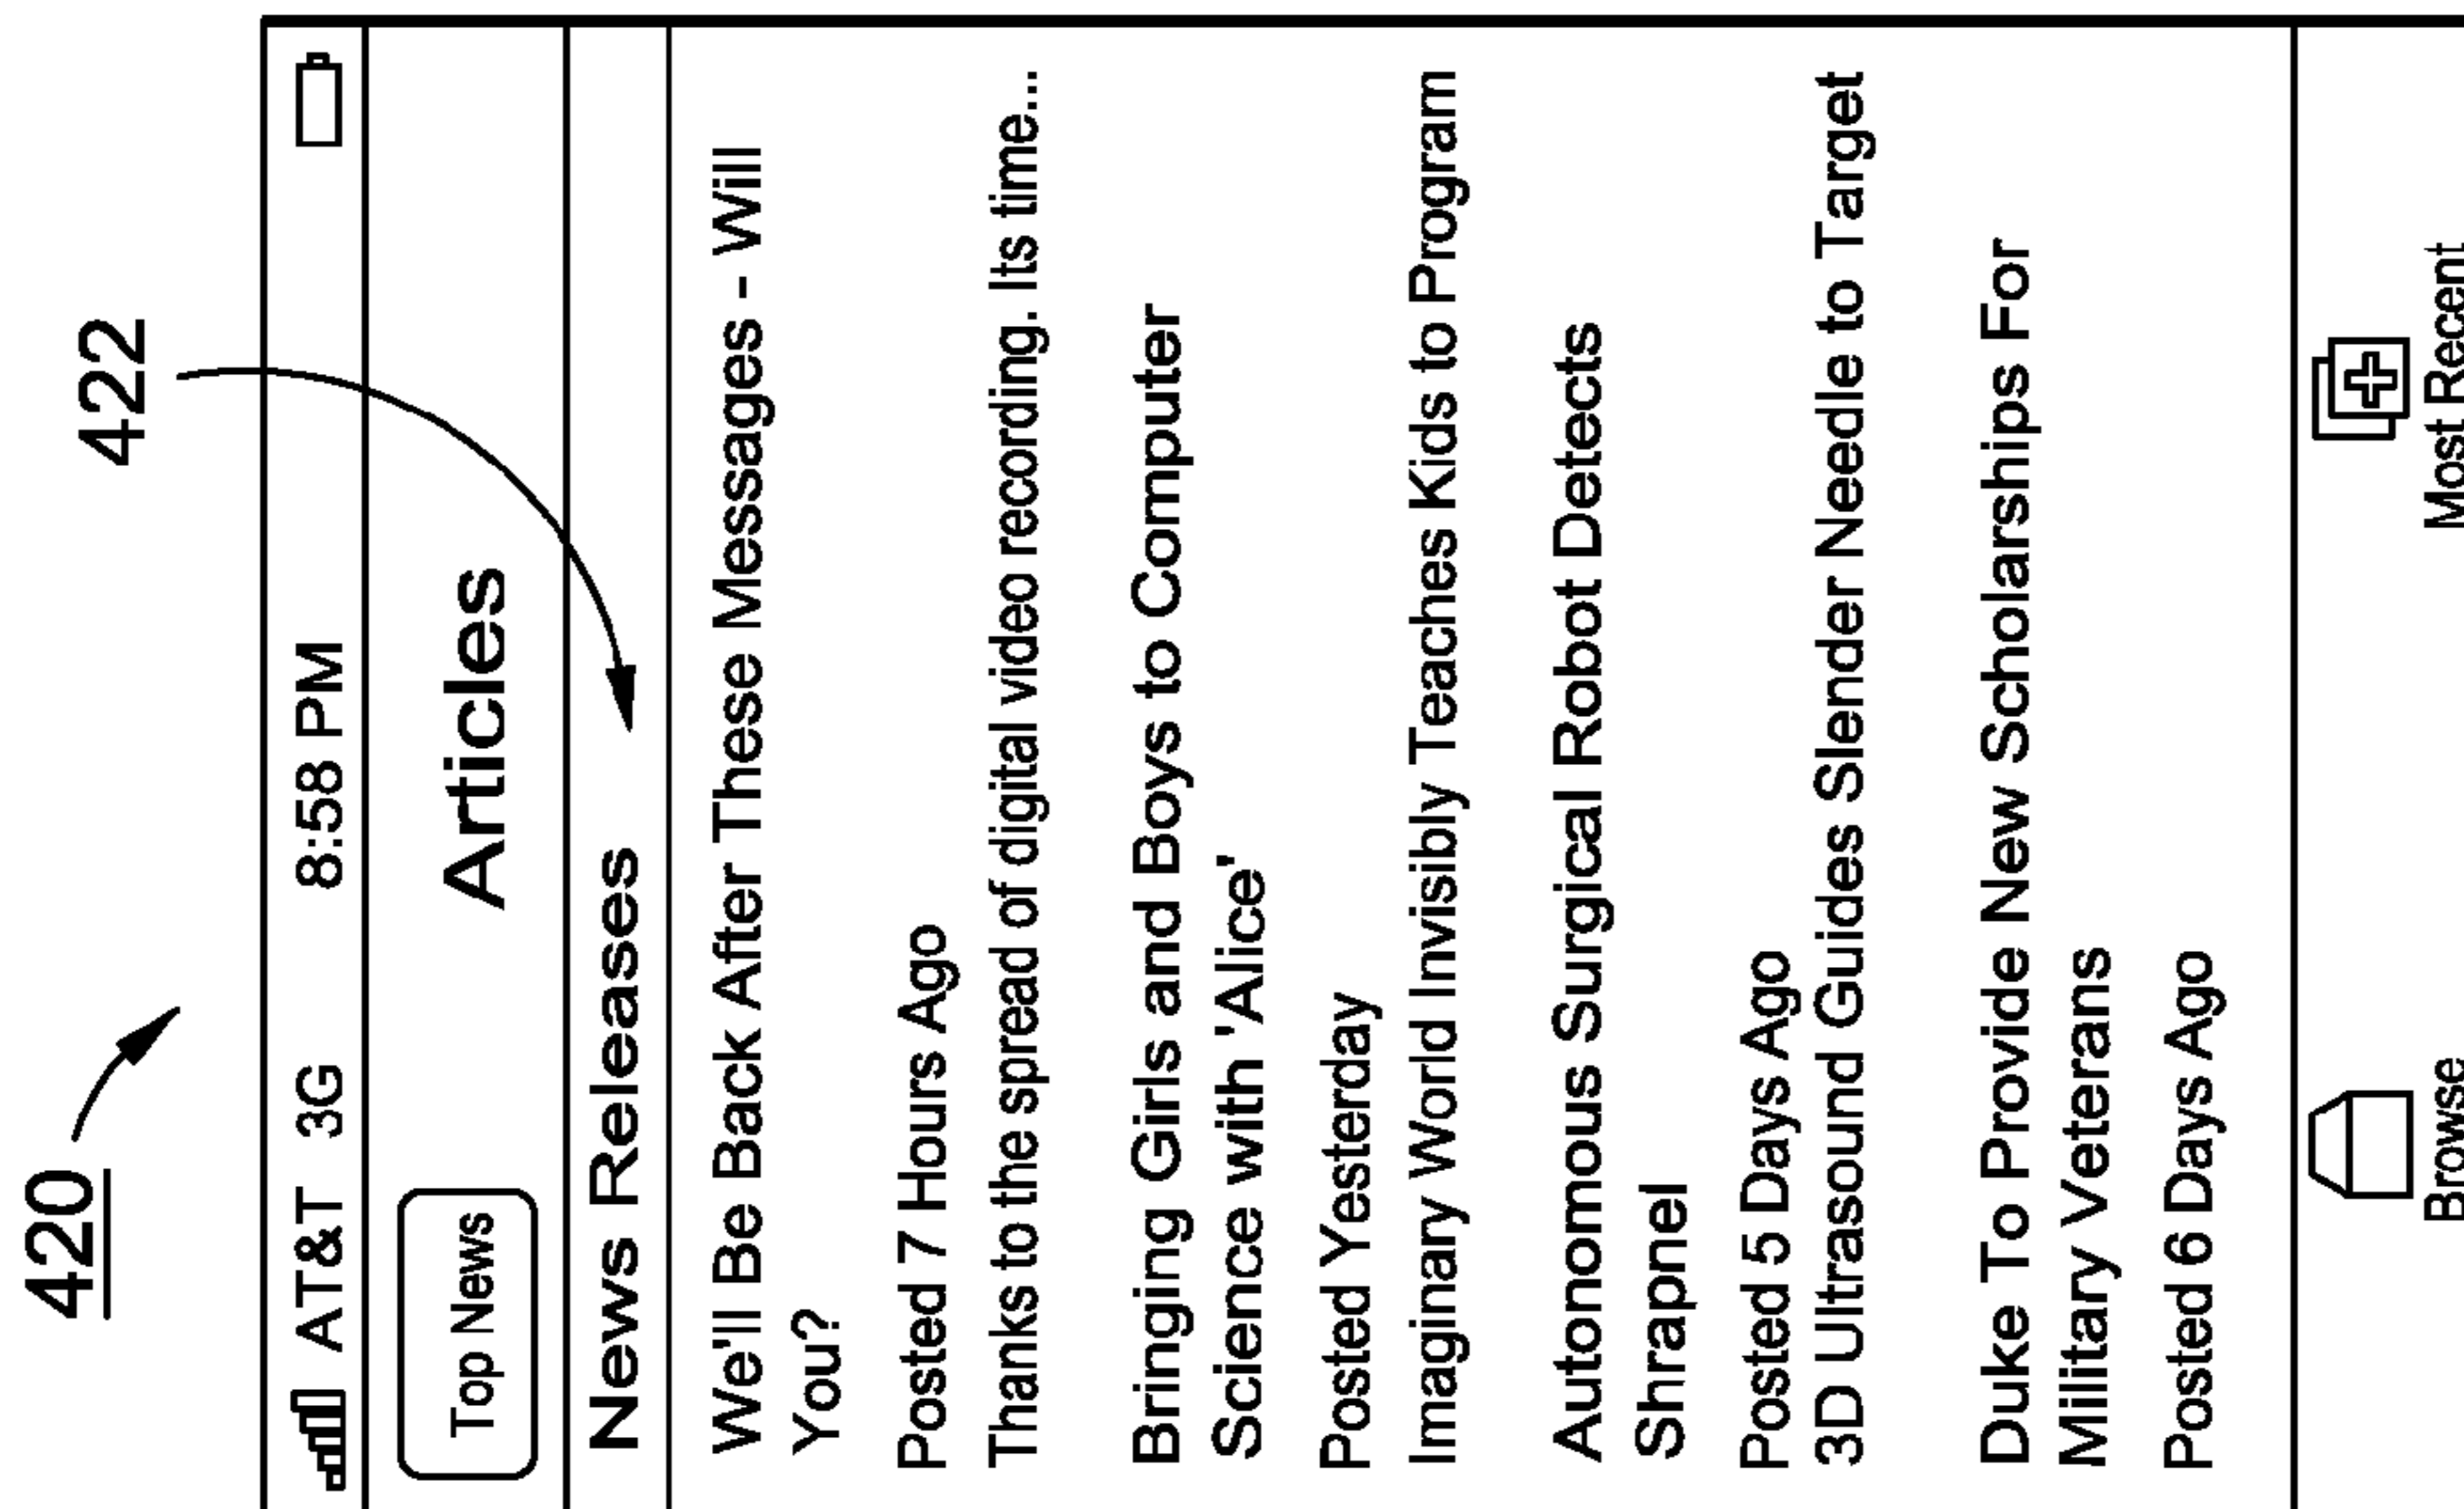 420
422
AT&T 3G 8:58 PM
Top News
Articles
News Releases
We'll Be Back After These Messages - Will
You?
Posted 7 Hours Ago
Thanks to the spread of digital video recording. Its time...
Bringing Girls and Boys to Computer
Science with 'Alice'
Posted Yesterday
Imaginary World Invisibly Teaches Kids to Program
Autonomous Surgical Robot Detects
Shrapnel
Posted 5 Days Ago
3D Ultrasound Guides Slender Needle to Target
Duke To Provide New Scholarships For
Military Veterans
Posted 6 Days Ago
Browse
Most Recent